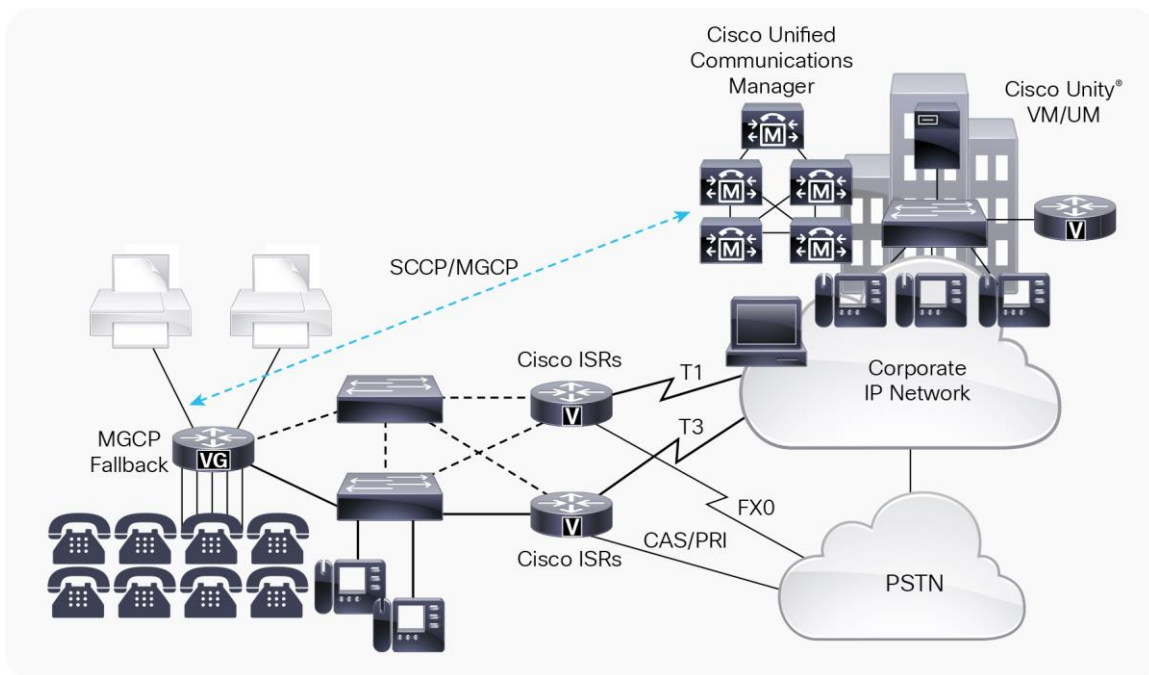 Cisco Unified
Communications
Manager
Cisco Unity®
VM/UM
M
M
M
M
M
V
SCCP/MGCP
Cisco ISRs
V
T1
Corporate
IP Network
T3
MGCP
Fallback
VG
FX0
V
Cisco ISRs
CAS/PRI
PSTN